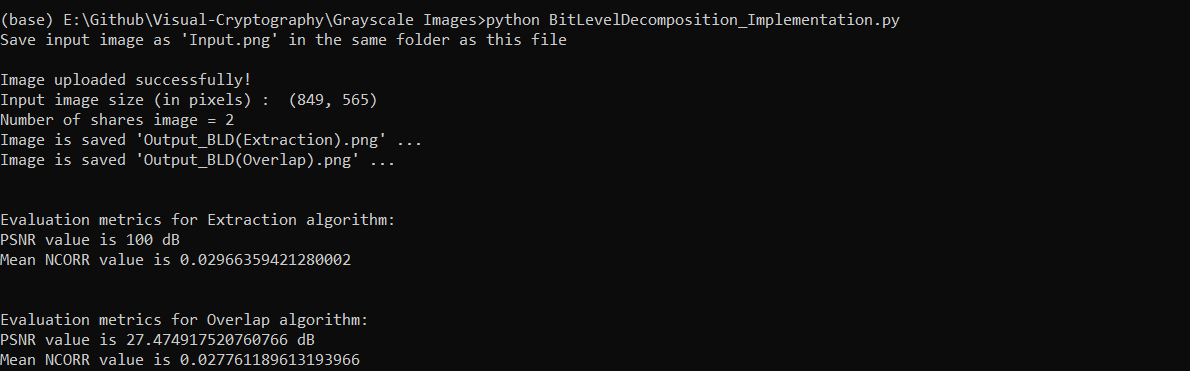 (base) E:\Github\Visual-Cryptography\Grayscale Images>python BitLevelDecomposition_Implementation.py
Save input image as 'Input.png' in the same folder as this file
Image uploaded successfully!
Input image size (in pixels) :  (849, 565)
Number of shares image = 2
Image is saved 'Output_BLD(Extraction).png' ...
Image is saved 'Output_BLD(Overlap).png' ...
Evaluation metrics for Extraction algorithm:
PSNR value is 100 dB
Mean NCORR value is 0.02966359421280002
Evaluation metrics for Overlap algorithm:
PSNR value is 27.474917520760766 dB
Mean NCORR value is 0.027761189613193966